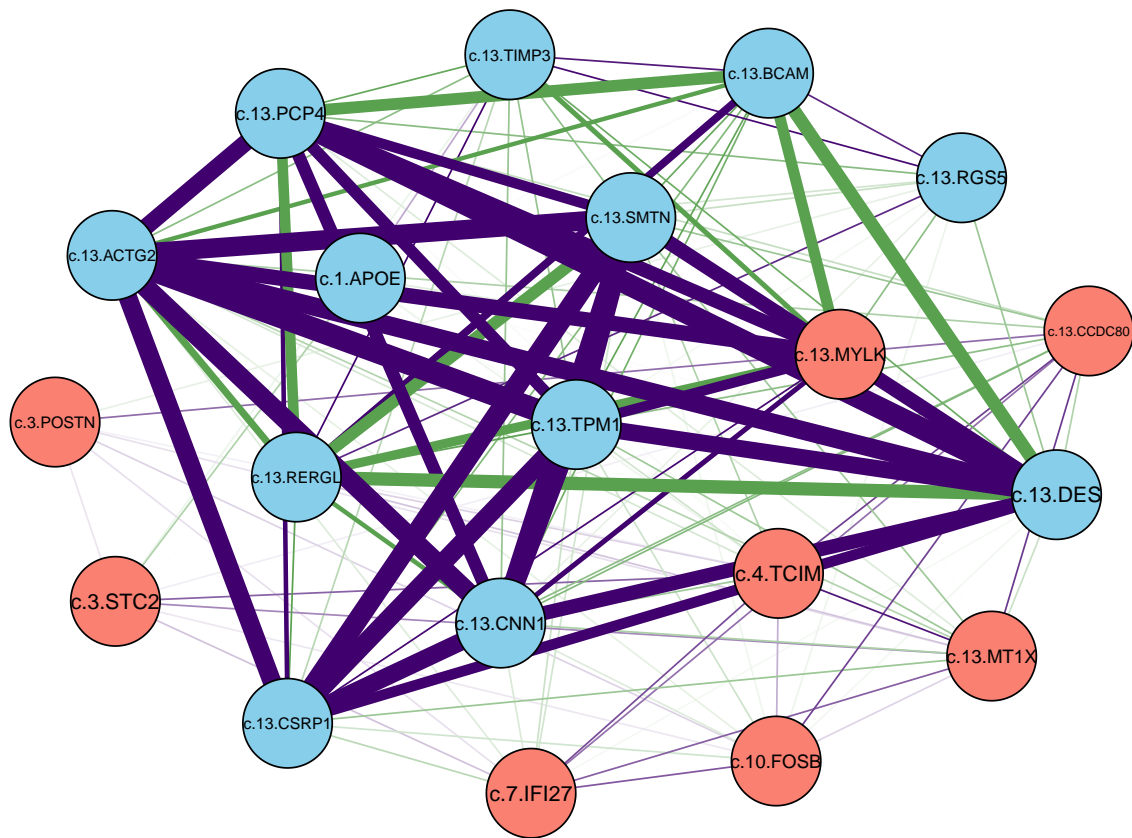 c.13.TIMP3
c.13.BCAM
c.13.PCP4
c.13.RGS5
c.13.SMTN
c.13.ACTG2
c.1.APOE
c.13.CCDC80
c.13.MYLK
c.3.POSTN
c.13.TPM1
c.13.RERGL
c.13.DES
c.4.TCIM
c.3.STC2
c.13.CNN1
c.13.MT1X
c.13.CSRP1
c.10.FOSB
c.7.IFI27